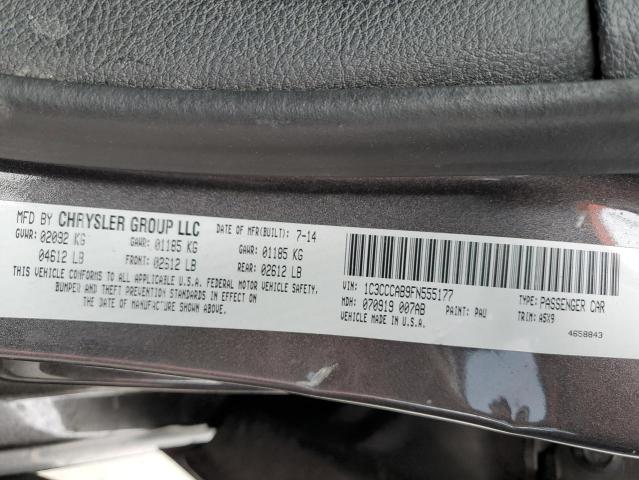 MFD BY CHRYSLER GROUP LLC DATE OF MFR(BUILT): 7-14
GVWR: 02092 KG GAWR: 01185 KG GAWR: 01185 KG
04612 LB FRONT: 02612 LB REAR: 02612 LB
THIS VEHICLE CONFORMS TO ALL APPLICABLE U.S.A. FEDERAL MOTOR VEHICLE SAFETY,
BUMPER AND THEFT PREVENTION STANDARDS IN EFFECT ON
THE DATE OF MANUFACTURE SHOWN ABOVE.
VIN: 1C3CCCAB9FN555177 TYPE: PASSENGER CAR
MDH: 070919 007AB PAINT: PAU TRIM: A5X9
VEHICLE MADE IN U.S.A. 4658843